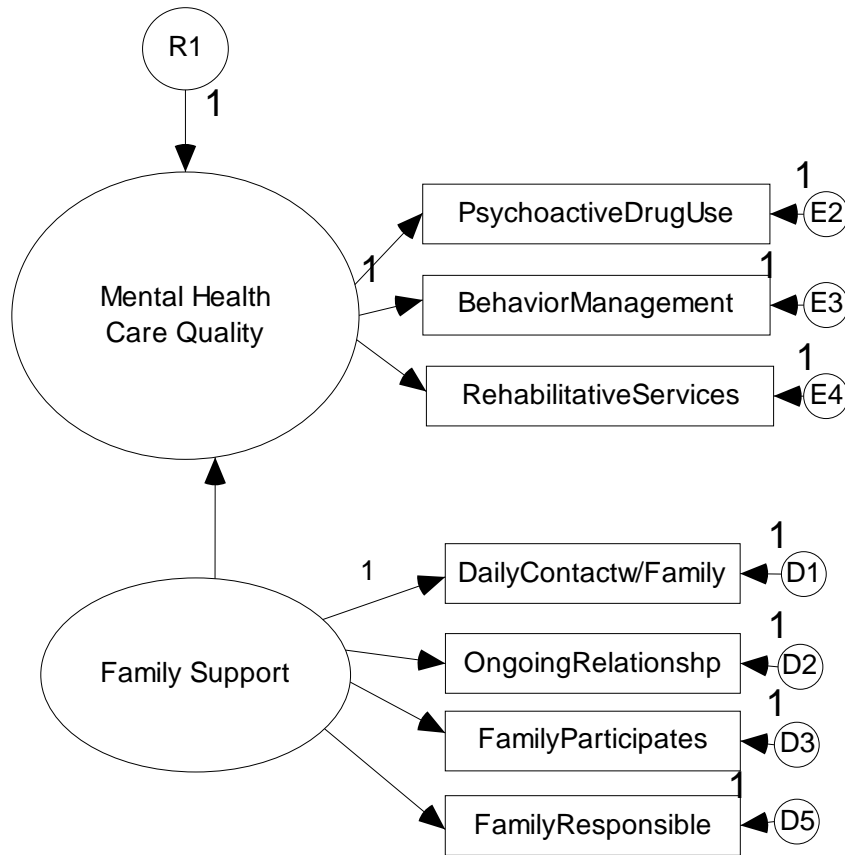 R1
1
1
PsychoactiveDrugUse
E2
1
1
BehaviorManagement
E3
Mental Health
Care Quality
1
RehabilitativeServices
E4
1
1
DailyContactw/Family
D1
1
OngoingRelationshp
D2
Family Support
1
FamilyParticipates
D3
1
FamilyResponsible
D5